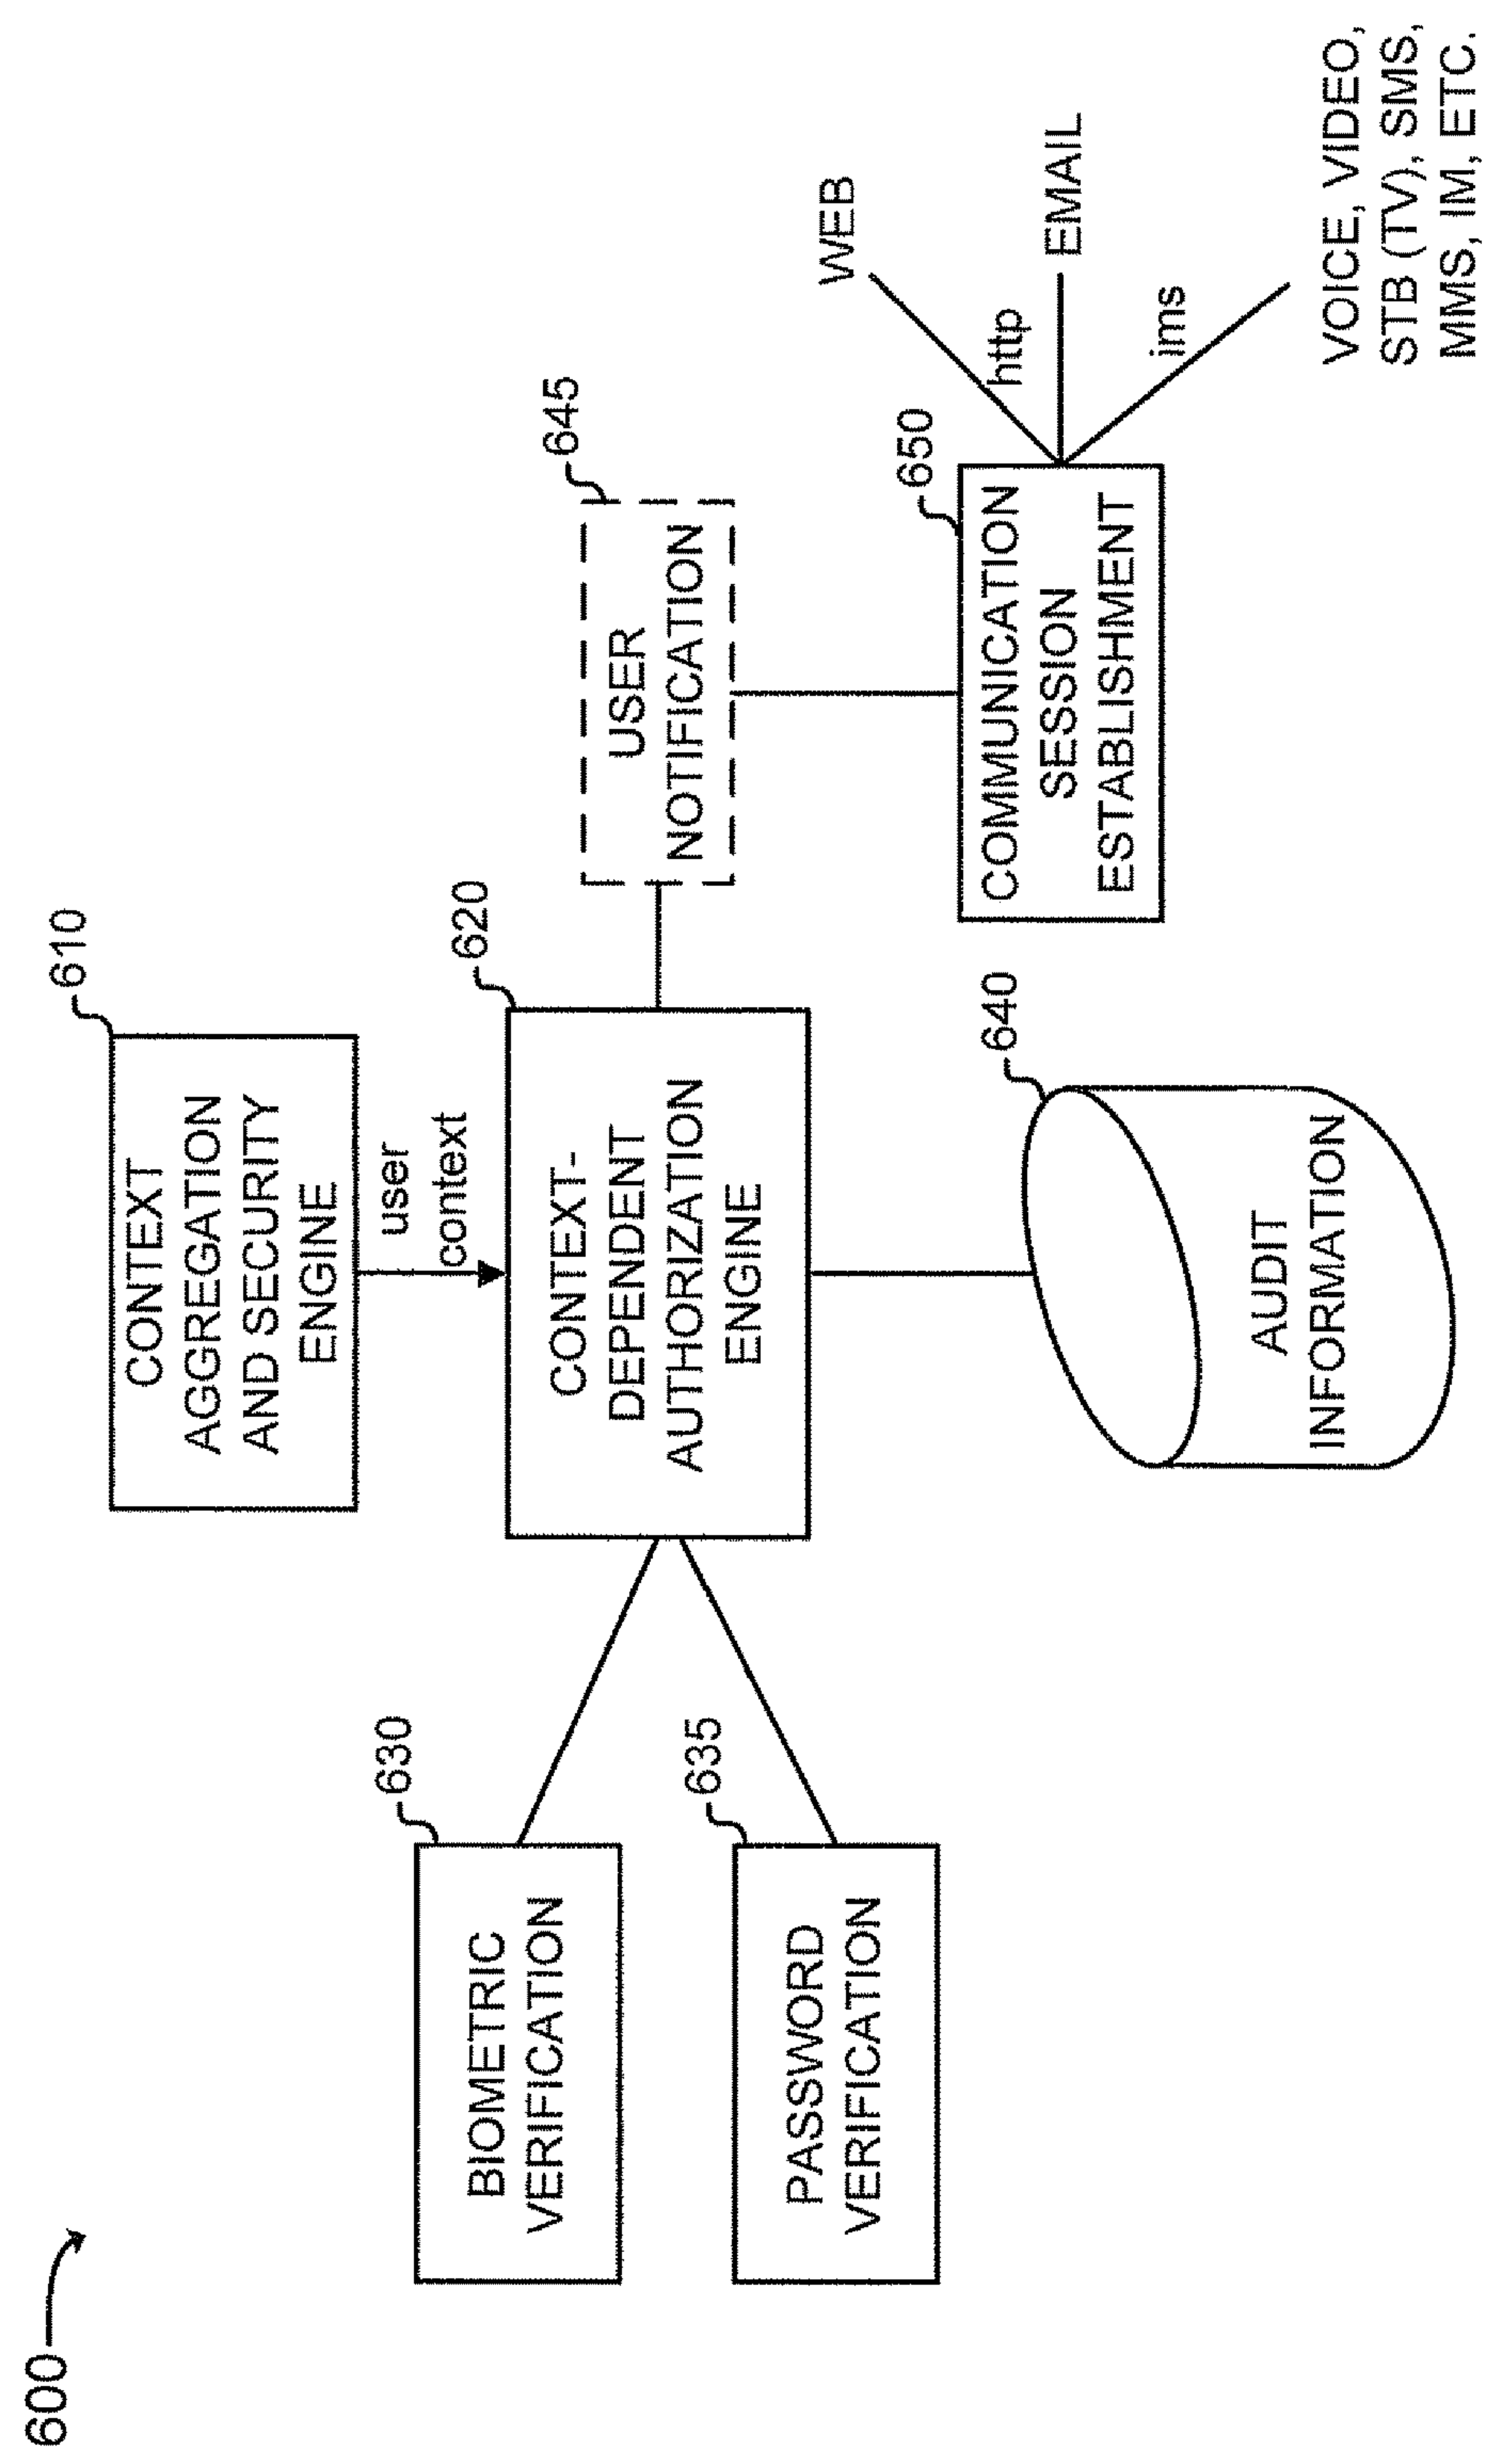 600
610
CONTEXT
AGGREGATION
AND SECURITY
ENGINE
user
context
620
CONTEXT-
DEPENDENT
AUTHORIZATION
ENGINE
630
BIOMETRIC
VERIFICATION
635
PASSWORD
VERIFICATION
640
AUDIT
INFORMATION
645
USER
NOTIFICATION
650
COMMUNICATION
SESSION
ESTABLISHMENT
WEB
http
EMAIL
ims
VOICE, VIDEO,
STB (TV), SMS,
MMS, IM, ETC.